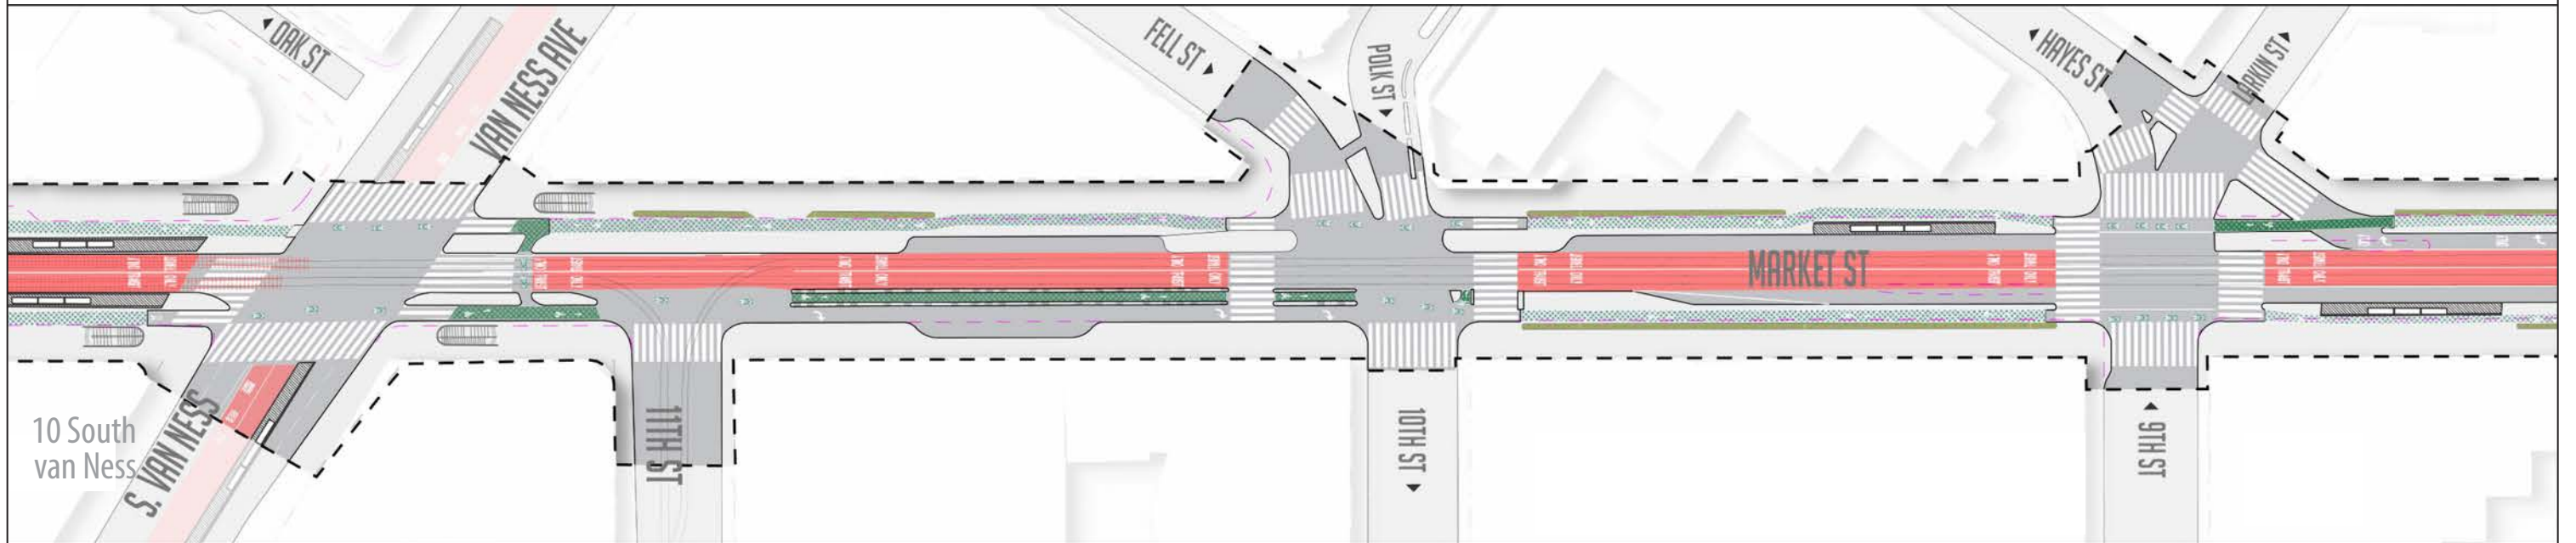 OAK ST
VAN NESS AVE
FELL ST
POLK ST
HAYES ST
LARKIN ST
MARKET ST
10 South
van Ness
S. VAN NESS
11TH ST
10TH ST
9TH ST